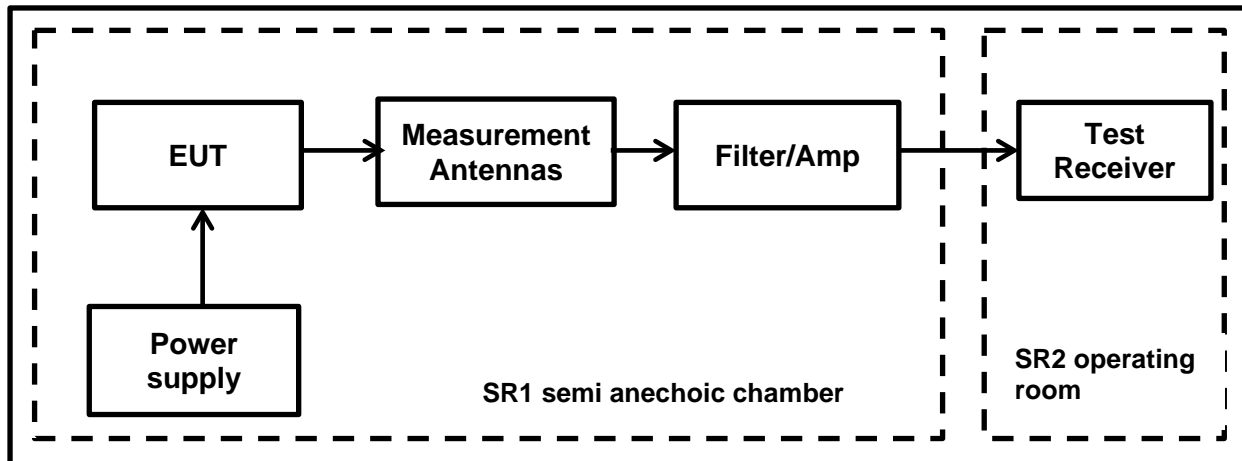 EUT
Measurement
Antennas
Filter/Amp
Test
Receiver
Power
supply
SR1 semi anechoic chamber
SR2 operating
room